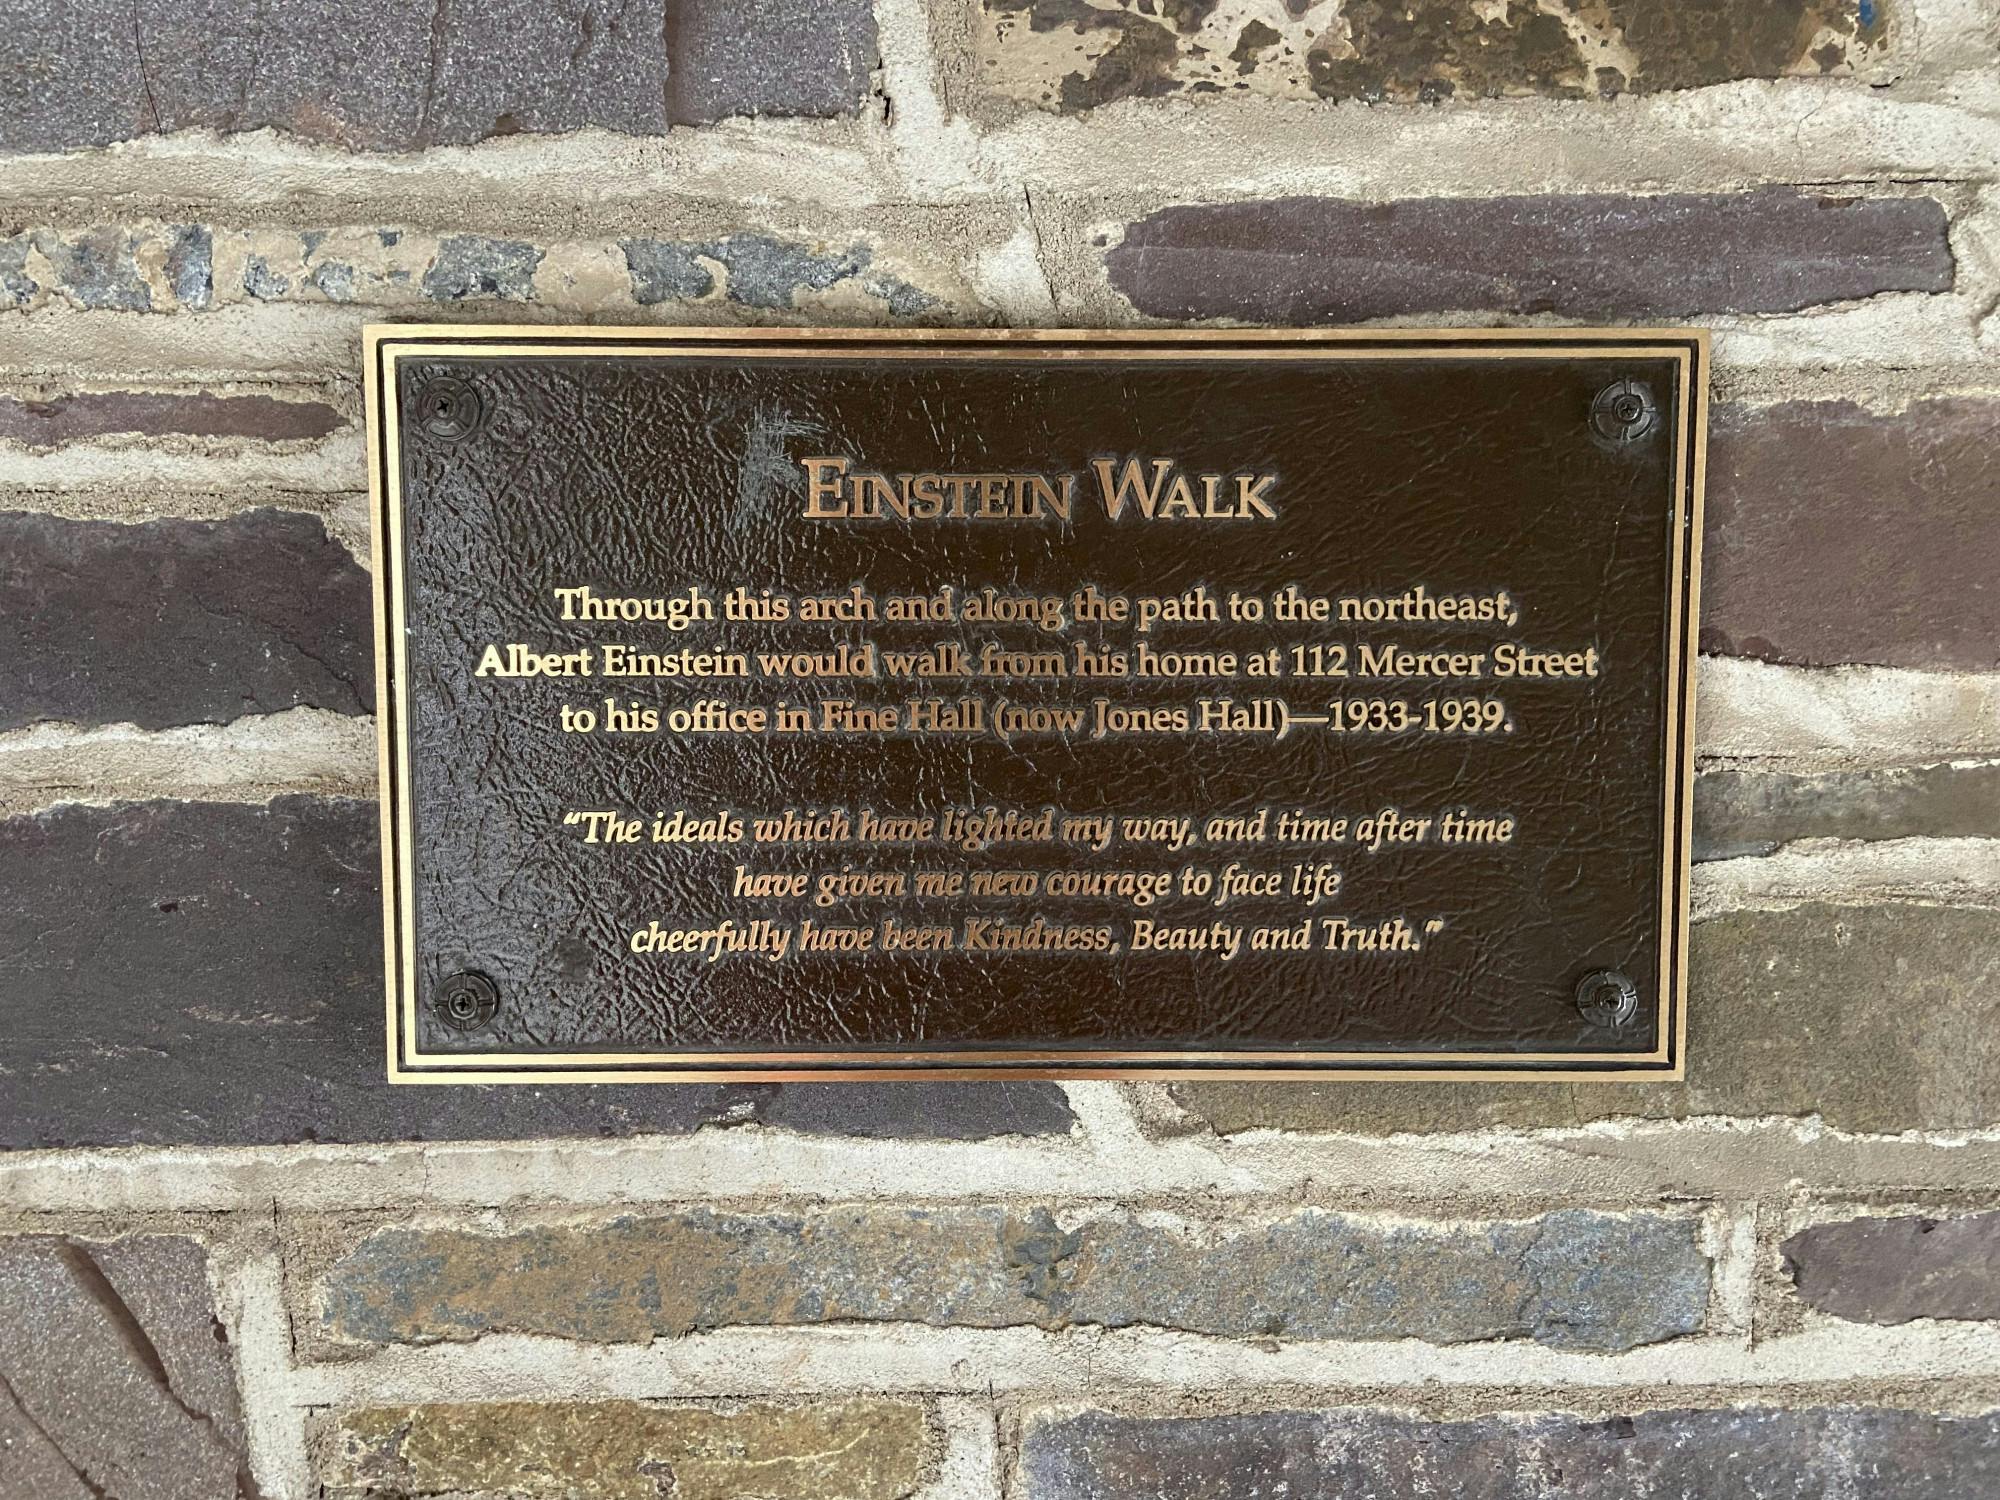 EINSTEIN WALK
Through this arch and along the path to the northeast,
Albert Einstein would walk from his home at 112 Mercer Street
to his office in Fine Hall (now Jones Hall)—1933-1939.
“The ideals which have lighted my way, and time after time
have given me new courage to face life
cheerfully have been Kindness, Beauty and Truth.”